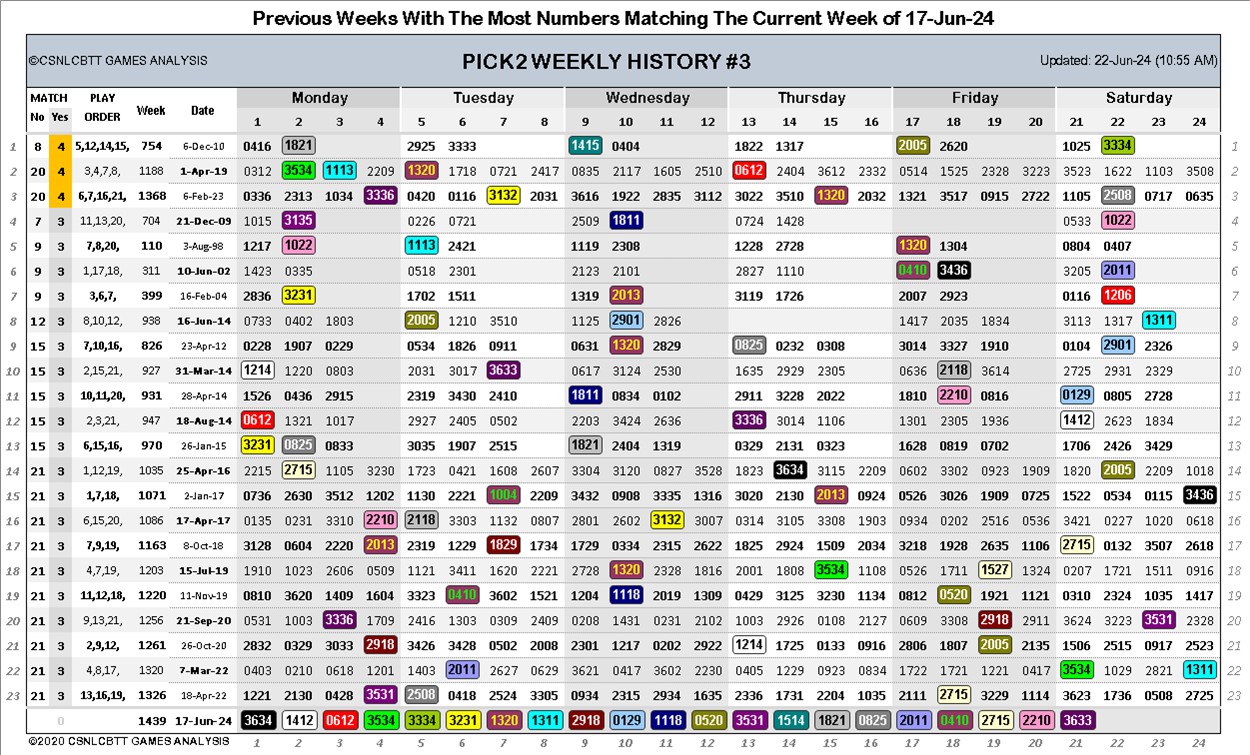 Previous Weeks With The Most Numbers Matching The Current Week of 17-Jun-24
©CSNLCBTT GAMES ANALYSIS PICK2 WEEKLY HISTORY #3 Updated: 22-Jun-24 (10:55 AM)
MATCH PLAY Week Date Monday Tuesday Wednesday Thursday Friday Saturday
No Yes ORDER 1 2 3 4 5 6 7 8 9 10 11 12 13 14 15 16 17 18 19 20 21 22 23 24
1 8 4 5,12,14,15, 754 6-Dec-10 0416 1821 2925 3333 1415 0404 1822 1317 2005 2620 1025 3334 1
2 20 4 3,4,7,8, 1188 1-Apr-19 0312 3534 1113 2209 1320 1718 0721 2417 0835 2117 1605 2510 0612 2404 3612 2332 0514 1525 2328 3223 3523 1622 1103 3508 2
3 20 4 6,7,16,21, 1368 6-Feb-23 0336 2313 1034 3336 0420 0116 3132 2031 3616 1922 2835 3112 3022 3510 1320 2032 1321 3517 0915 2722 1105 2508 0717 0635 3
4 7 3 11,13,20, 704 21-Dec-09 1015 3135 0226 0721 2509 1811 0724 1428 0533 1022 4
5 9 3 7,8,20, 110 3-Aug-98 1217 1022 1113 2421 1119 2308 1228 2728 1320 1304 0804 0407 5
6 9 3 1,17,18, 311 10-Jun-02 1423 0335 0518 2301 2123 2101 2827 1110 0410 3436 3205 2011 6
7 9 3 3,6,7, 399 16-Feb-04 2836 3231 1702 1511 1319 2013 3119 1726 2007 2923 0116 1206 7
8 12 3 8,10,12, 938 16-Jun-14 0733 0402 1803 2005 1210 3510 1125 2901 2826 1417 2035 1834 3113 1317 1311 8
9 15 3 7,10,16, 826 23-Apr-12 0228 1907 0229 0534 1826 0911 0631 1320 2829 0825 0232 0308 3014 3327 1910 0104 2901 2326 9
10 15 3 2,15,21, 927 31-Mar-14 1214 1220 0803 2031 3017 3633 0617 3124 2530 1635 2929 2305 0636 2118 3614 2725 2931 2329 10
11 15 3 10,11,20, 931 28-Apr-14 1526 0436 2915 2319 3430 2410 1811 0834 0102 2911 3228 2022 1810 2210 0816 0129 0805 2728 11
12 15 3 2,3,21, 947 18-Aug-14 0612 1321 1017 2927 2405 0502 2203 3424 2636 3336 3014 1106 1301 2305 1936 1412 2623 1834 12
13 15 3 6,15,16, 970 26-Jan-15 3231 0825 0833 3035 1907 2515 1821 2404 1319 0329 2131 0323 1628 0819 0702 1706 2426 3429 13
14 21 3 1,12,19, 1035 25-Apr-16 2215 2715 1105 3230 1723 0421 1608 2607 3304 3120 0827 3528 1823 3634 3115 2209 0602 3302 0923 1909 1820 2005 2209 1018 14
15 21 3 1,7,18, 1071 2-Jan-17 0736 2630 3512 1202 1130 2221 1004 2209 3432 0908 3335 1316 3020 2130 2013 0924 0526 3026 1909 0725 1522 0534 0115 3436 15
16 21 3 6,15,20, 1086 17-Apr-17 0135 0231 3310 2210 2118 3303 1132 0807 2801 2602 1132 3007 0314 3105 3308 1903 0934 0202 2516 0536 3421 0227 1020 0618 16
17 21 3 7,9,19, 1163 8-Oct-18 3128 0604 2220 2013 2319 1229 1829 1734 1729 0334 2315 2622 1825 2924 1509 2034 3218 1928 2635 1106 2715 0132 3507 2618 17
18 21 3 4,7,19, 1203 15-Jul-19 1910 1023 2606 0509 1121 3411 1620 2221 2028 1320 2328 1816 2001 1808 3534 1108 0526 1711 1527 1324 0207 1721 1511 0916 18
19 21 3 11,12,18, 1220 11-Nov-19 0810 3620 1409 1604 3323 0410 3602 1521 1204 1118 2019 1309 0429 3125 3230 1134 0812 0520 1921 1121 0310 2324 1035 1417 19
20 21 3 9,13,21, 1256 21-Sep-20 0531 1003 3336 1709 2416 1303 0309 2409 0208 1431 0231 2102 1003 2926 0108 2127 0609 3308 2918 2911 3624 3223 3531 2328 20
21 21 3 2,9,12, 1261 26-Oct-20 2832 0329 3033 2918 3426 3428 0502 2008 2301 1217 0202 2922 1214 1725 0133 0916 2806 1807 2005 2135 1506 2515 0917 2523 21
22 21 3 4,8,17, 1320 7-Mar-22 0403 0210 0618 1201 1403 2011 2627 0629 3621 0417 3602 2230 0405 1229 0923 0834 1722 1721 1221 0417 3534 1029 2821 1311 22
23 21 3 13,16,19, 1326 18-Apr-22 1221 2130 0428 3531 2508 0418 2524 3305 0934 2315 2934 1635 2336 1731 2204 1035 2111 2715 3229 1114 3623 1736 0508 2725 23
0 1439 17-Jun-24 3634 1412 0612 3534 3334 3231 1320 1311 2918 0129 1118 0520 3531 1514 1821 0825 2011 0410 2715 2210 3633
©2020 CSNLCBTT GAMES ANALYSIS 1 2 3 4 5 6 7 8 9 10 11 12 13 14 15 16 17 18 19 20 21 22 23 24